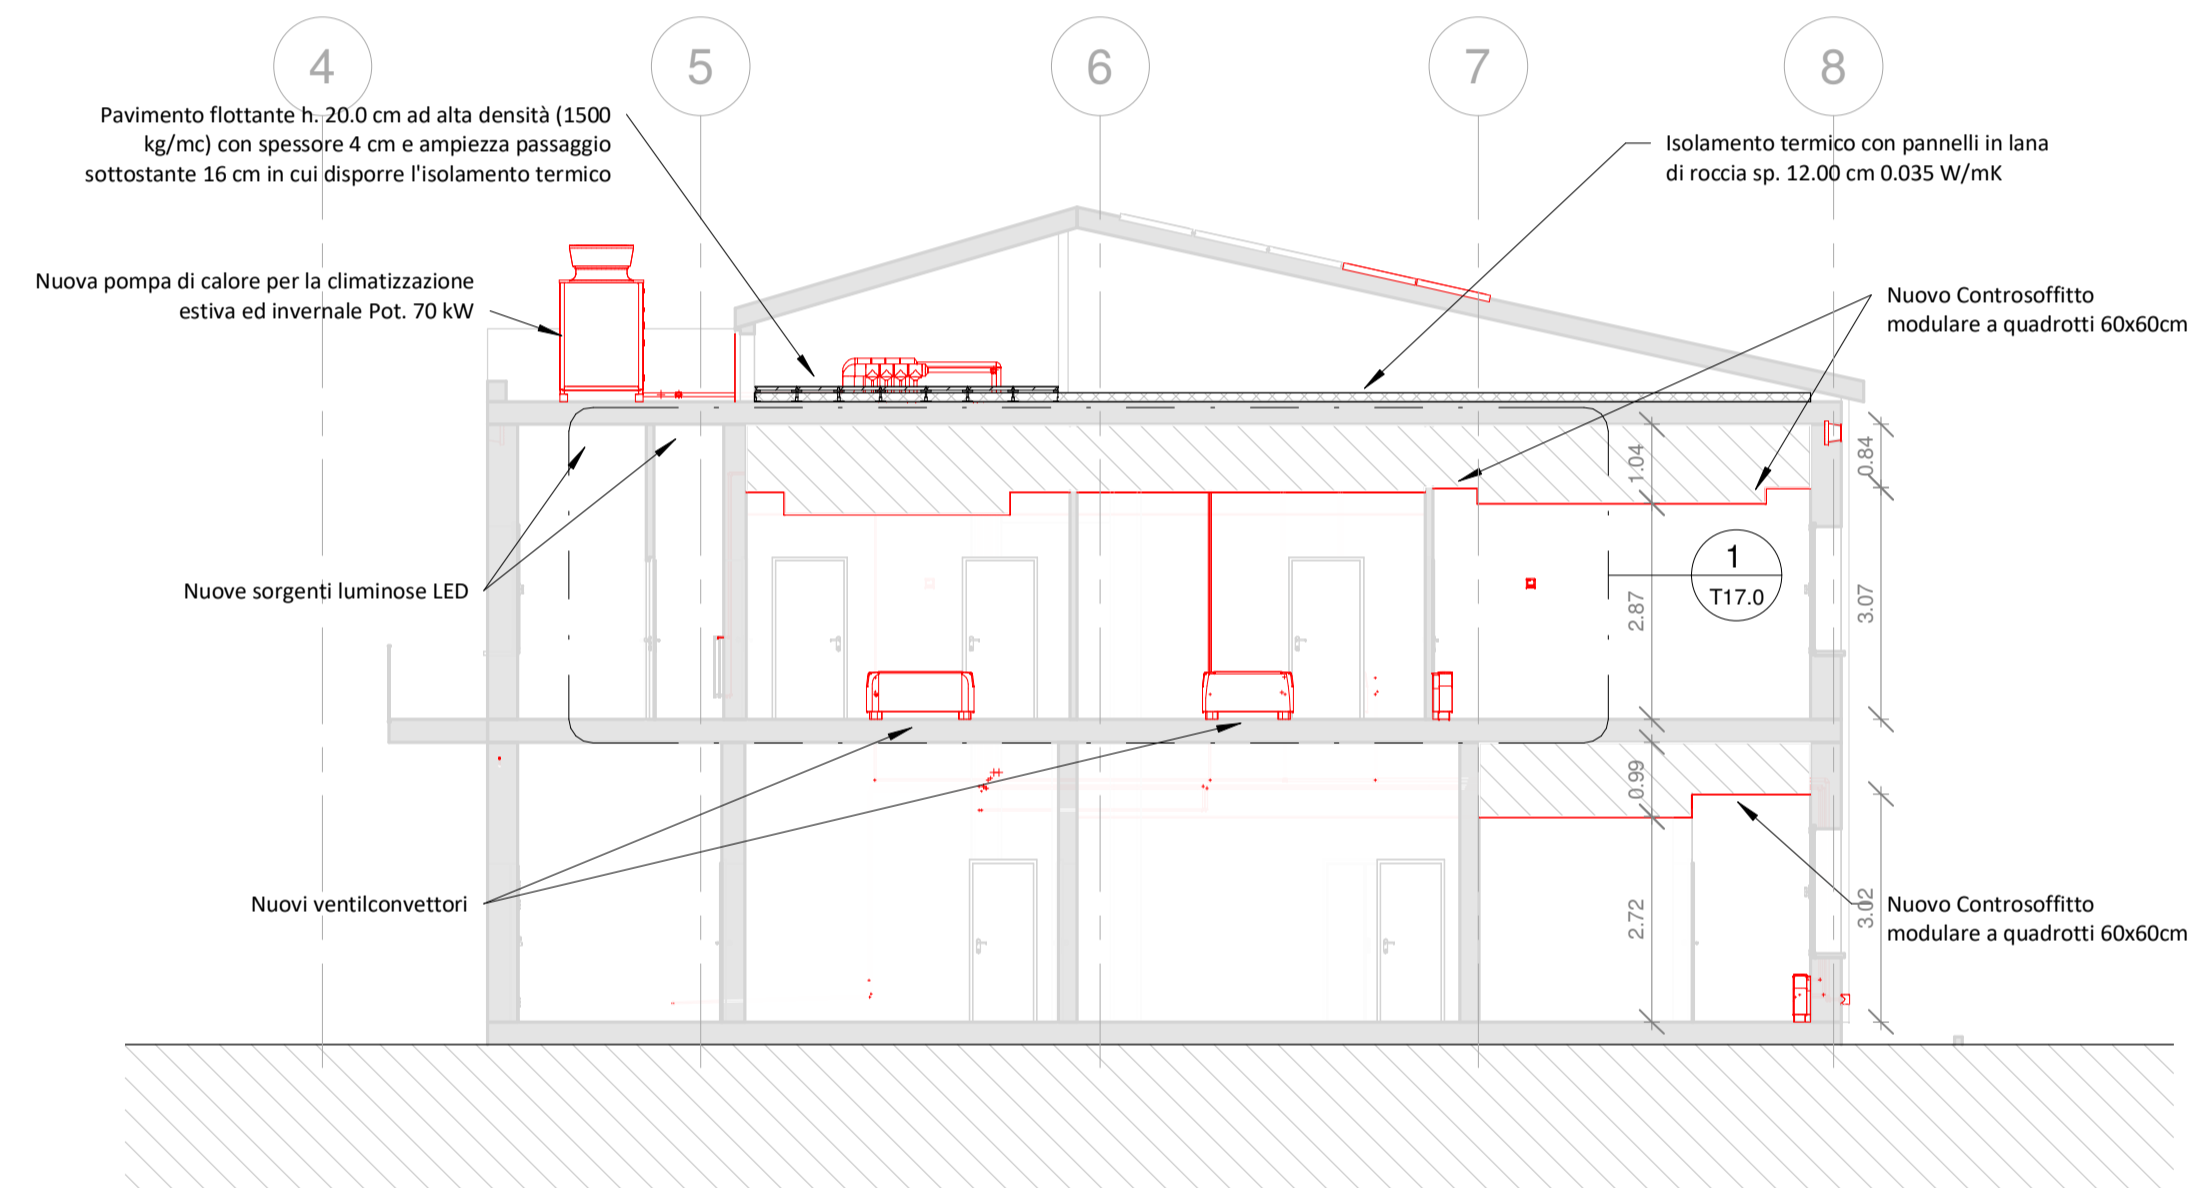 4
5
6
7
8
Pavimento flottante h. 20.0 cm ad alta densità (1500
kg/mc) con spessore 4 cm e ampiezza passaggio
sottostante 16 cm in cui disporre l'isolamento termico
Isolamento termico con pannelli in lana
di roccia sp. 12.00 cm 0.035 W/mK
Nuova pompa di calore per la climatizzazione
estiva ed invernale Pot. 70 kW
Nuovo Controsoffitto
modulare a quadrotti 60x60cm
1.04
0.84
1
T17.0
Nuove sorgenti luminose LED
2.87
3.07
0.99
2.72
3.02
Nuovi ventilconvettori
Nuovo Controsoffitto
modulare a quadrotti 60x60cm